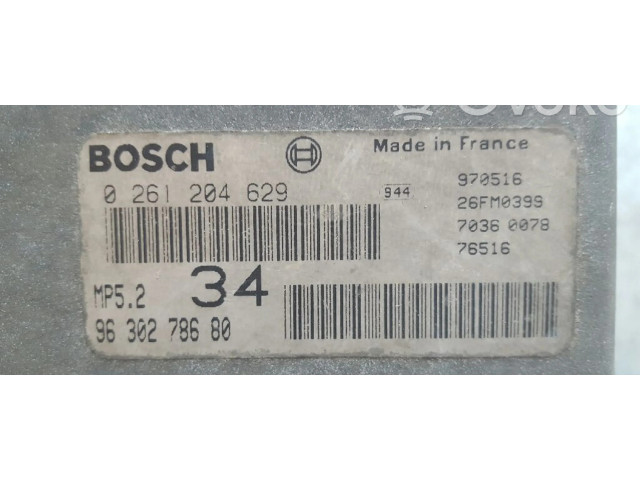 BOSCH
Made in France
0 261 204 629
944
970516
26FM0399
7036 0078
76516
MP5.2
34
96 302 786 80